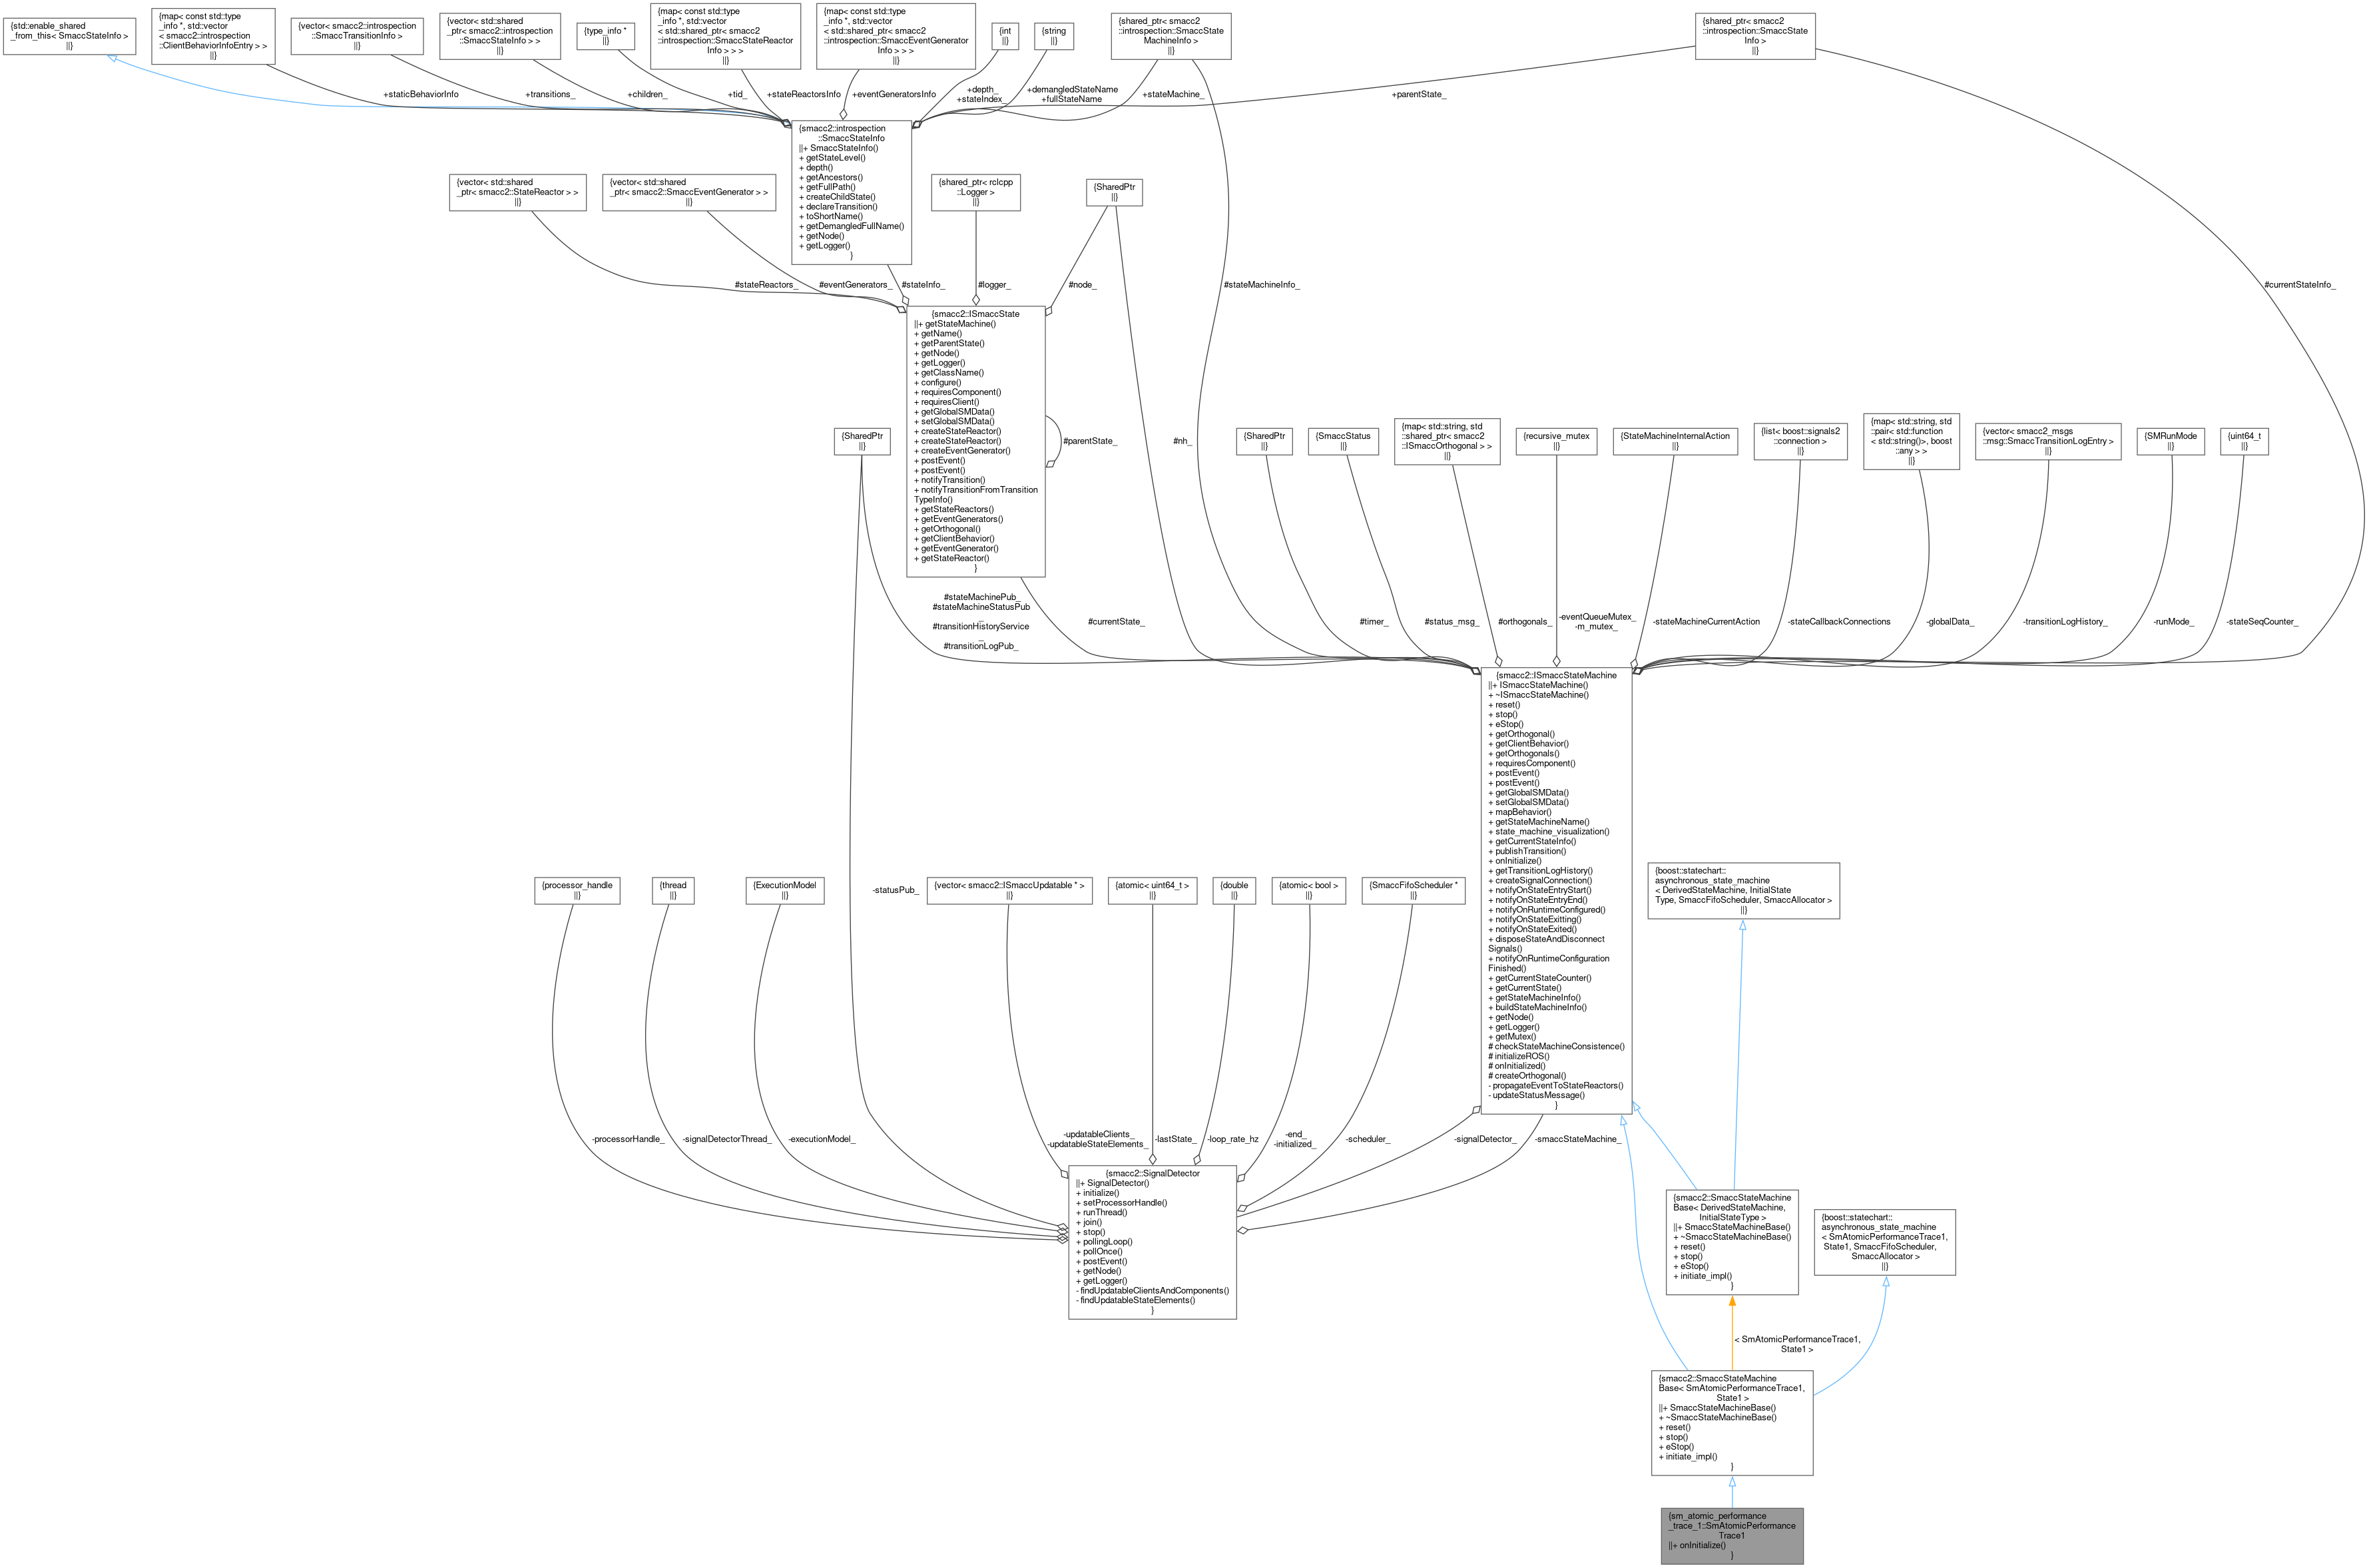 {std::enable_shared
_from_this< SmaccStateInfo >
||}
{map< const std::type
_info *, std::vector
< smacc2::introspection
::ClientBehaviorInfoEntry > >
||}
{vector< smacc2::introspection
::SmaccTransitionInfo >
||}
{vector< std::shared
_ptr< smacc2::introspection
::SmaccStateInfo > >
||}
{type_info *
||}
{map< const std::type
_info *, std::vector
< std::shared_ptr< smacc2
::introspection::SmaccStateReactor
Info > > >
||}
{map< const std::type
_info *, std::vector
< std::shared_ptr< smacc2
::introspection::SmaccEventGenerator
Info > > >
||}
{int
||}
{string
||}
{shared_ptr< smacc2
::introspection::SmaccState
MachineInfo >
||}
{shared_ptr< smacc2
::introspection::SmaccState
Info >
||}
+staticBehaviorInfo
+transitions_
+children_
+tid_
+stateReactorsInfo
+eventGeneratorsInfo
+depth_
+stateIndex_
+demangledStateName
+fullStateName
+stateMachine_
+parentState_
{smacc2::introspection
::SmaccStateInfo
||+ SmaccStateInfo()
+ getStateLevel()
+ depth()
+ getAncestors()
+ getFullPath()
+ createChildState()
+ declareTransition()
+ toShortName()
+ getDemangledFullName()
+ getNode()
+ getLogger()
}
{vector< std::shared
_ptr< smacc2::StateReactor > >
||}
{vector< std::shared
_ptr< smacc2::SmaccEventGenerator > >
||}
{shared_ptr< rclcpp
::Logger >
||}
{SharedPtr
||}
#stateReactors_
#eventGenerators_
#stateInfo_
#logger_
#node_
#stateMachineInfo_
#currentStateInfo_
{smacc2::ISmaccState
||+ getStateMachine()
+ getName()
+ getParentState()
+ getNode()
+ getLogger()
+ getClassName()
+ configure()
+ requiresComponent()
+ requiresClient()
+ getGlobalSMData()
+ setGlobalSMData()
+ createStateReactor()
+ createStateReactor()
+ createEventGenerator()
+ postEvent()
+ postEvent()
+ notifyTransition()
+ notifyTransitionFromTransition
TypeInfo()
+ getStateReactors()
+ getEventGenerators()
+ getOrthogonal()
+ getClientBehavior()
+ getEventGenerator()
+ getStateReactor()
}
#parentState_
#nh_
{SharedPtr
||}
{SharedPtr
||}
{SmaccStatus
||}
{map< std::string, std
::shared_ptr< smacc2
::ISmaccOrthogonal > >
||}
{recursive_mutex
||}
{StateMachineInternalAction
||}
{list< boost::signals2
::connection >
||}
{map< std::string, std
::pair< std::function
< std::string()>, boost
::any > >
||}
{vector< smacc2_msgs
::msg::SmaccTransitionLogEntry >
||}
{SMRunMode
||}
{uint64_t
||}
#stateMachinePub_
#stateMachineStatusPub
_
#transitionHistoryService
_
#transitionLogPub_
#currentState_
#timer_
#status_msg_
#orthogonals_
-eventQueueMutex_
-m_mutex_
-stateMachineCurrentAction
-stateCallbackConnections
-globalData_
-transitionLogHistory_
-runMode_
-stateSeqCounter_
{smacc2::ISmaccStateMachine
||+ ISmaccStateMachine()
+ ~ISmaccStateMachine()
+ reset()
+ stop()
+ eStop()
+ getOrthogonal()
+ getClientBehavior()
+ getOrthogonals()
+ requiresComponent()
+ postEvent()
+ postEvent()
+ getGlobalSMData()
+ setGlobalSMData()
+ mapBehavior()
+ getStateMachineName()
+ state_machine_visualization()
+ getCurrentStateInfo()
+ publishTransition()
+ onInitialize()
+ getTransitionLogHistory()
+ createSignalConnection()
+ notifyOnStateEntryStart()
+ notifyOnStateEntryEnd()
+ notifyOnRuntimeConfigured()
+ notifyOnStateExitting()
+ notifyOnStateExited()
+ disposeStateAndDisconnect
Signals()
+ notifyOnRuntimeConfiguration
Finished()
+ getCurrentStateCounter()
+ getCurrentState()
+ getStateMachineInfo()
+ buildStateMachineInfo()
+ getNode()
+ getLogger()
+ getMutex()
# checkStateMachineConsistence()
# initializeROS()
# onInitialized()
# createOrthogonal()
- propagateEventToStateReactors()
- updateStatusMessage()
}
{processor_handle
||}
{thread
||}
{ExecutionModel
||}
-statusPub_
{vector< smacc2::ISmaccUpdatable * >
||}
{atomic< uint64_t >
||}
{double
||}
{atomic< bool >
||}
{SmaccFifoScheduler *
||}
{boost::statechart::
asynchronous_state_machine
< DerivedStateMachine, InitialState
Type, SmaccFifoScheduler, SmaccAllocator >
||}
-processorHandle_
-signalDetectorThread_
-executionModel_
-updatableClients_
-updatableStateElements_
-lastState_
-loop_rate_hz
-end_
-initialized_
-scheduler_
-signalDetector_
-smaccStateMachine_
{smacc2::SignalDetector
||+ SignalDetector()
+ initialize()
+ setProcessorHandle()
+ runThread()
+ join()
+ stop()
+ pollingLoop()
+ pollOnce()
+ postEvent()
+ getNode()
+ getLogger()
- findUpdatableClientsAndComponents()
- findUpdatableStateElements()
}
{smacc2::SmaccStateMachine
Base< DerivedStateMachine,
InitialStateType >
||+ SmaccStateMachineBase()
+ ~SmaccStateMachineBase()
+ reset()
+ stop()
+ eStop()
+ initiate_impl()
}
{boost::statechart::
asynchronous_state_machine
< SmAtomicPerformanceTrace1,
State1, SmaccFifoScheduler,
SmaccAllocator >
||}
< SmAtomicPerformanceTrace1,
State1 >
{smacc2::SmaccStateMachine
Base< SmAtomicPerformanceTrace1,
State1 >
||+ SmaccStateMachineBase()
+ ~SmaccStateMachineBase()
+ reset()
+ stop()
+ eStop()
+ initiate_impl()
}
{sm_atomic_performance
_trace_1::SmAtomicPerformance
Trace1
||+ onInitialize()
}